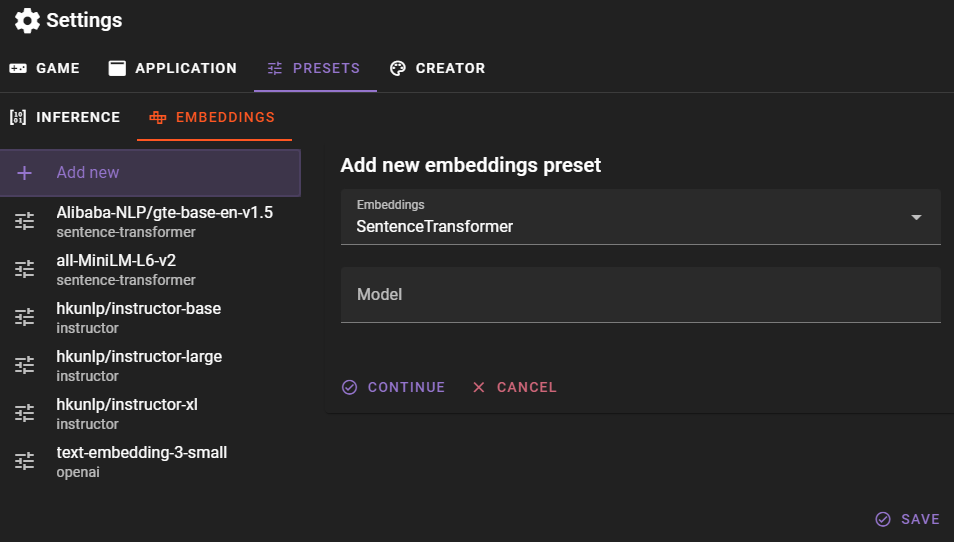 Settings
GAME APPLICATION PRESETS CREATOR
INFERENCE EMBEDDINGS
Add new
Alibaba-NLP/gte-base-en-v1.5
sentence-transformer
all-MiniLM-L6-v2
sentence-transformer
hkunlp/instructor-base
instructor
hkunlp/instructor-large
instructor
hkunlp/instructor-xl
instructor
text-embedding-3-small
openai
Add new embeddings preset
Embeddings
SentenceTransformer
Model
CONTINUE CANCEL
SAVE